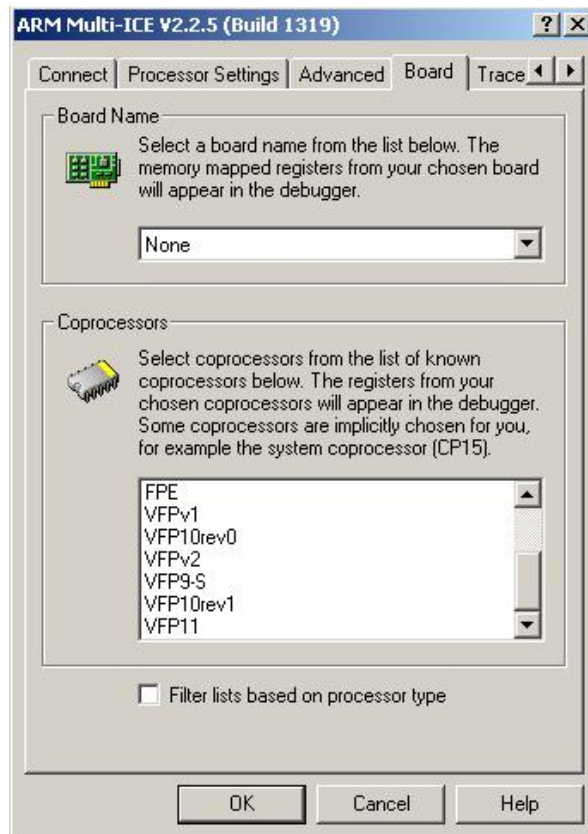 ARM Multi-ICE V2.2.5 (Build 1319)
Connect
Processor Settings
Advanced
Board
Trace
Board Name
Select a board name from the list below. The
memory mapped registers from your chosen board
will appear in the debugger.
None
Coprocessors
Select coprocessors from the list of known
coprocessors below. The registers from your
chosen coprocessors will appear in the debugger.
Some coprocessors are implicitly chosen for you,
for example the system coprocessor (CP15).
FPE
VFPv1
VFP10rev0
VFPv2
VFP9-S
VFP10rev1
VFP11
Filter lists based on processor type
OK
Cancel
Help